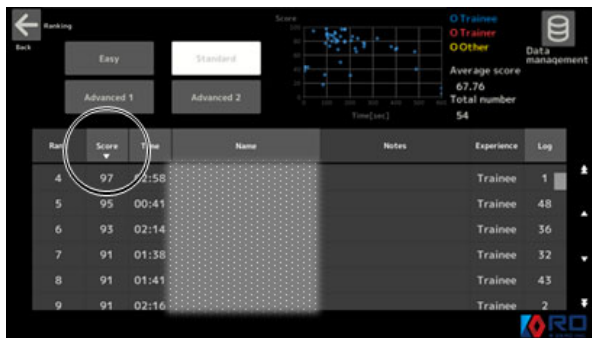 Ranking
Back
Easy
Standard
Advanced 1
Advanced 2
Score
Time[sec]
O Trainee
O Trainer
O Other
Average score
67.76
Total number
54
Data
management
Rank Score Time Name Notes Experience Log
4 97 02:58 Trainee 1
5 95 00:41 Trainee 48
6 93 02:14 Trainee 36
7 91 01:38 Trainee 32
8 91 01:41 Trainee 43
9 91 02:16 Trainee 2